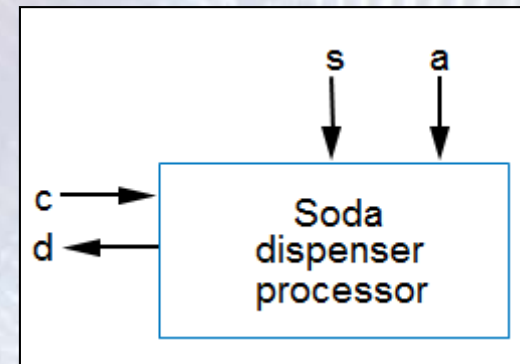 s a
c
d
Soda
dispenser
processor